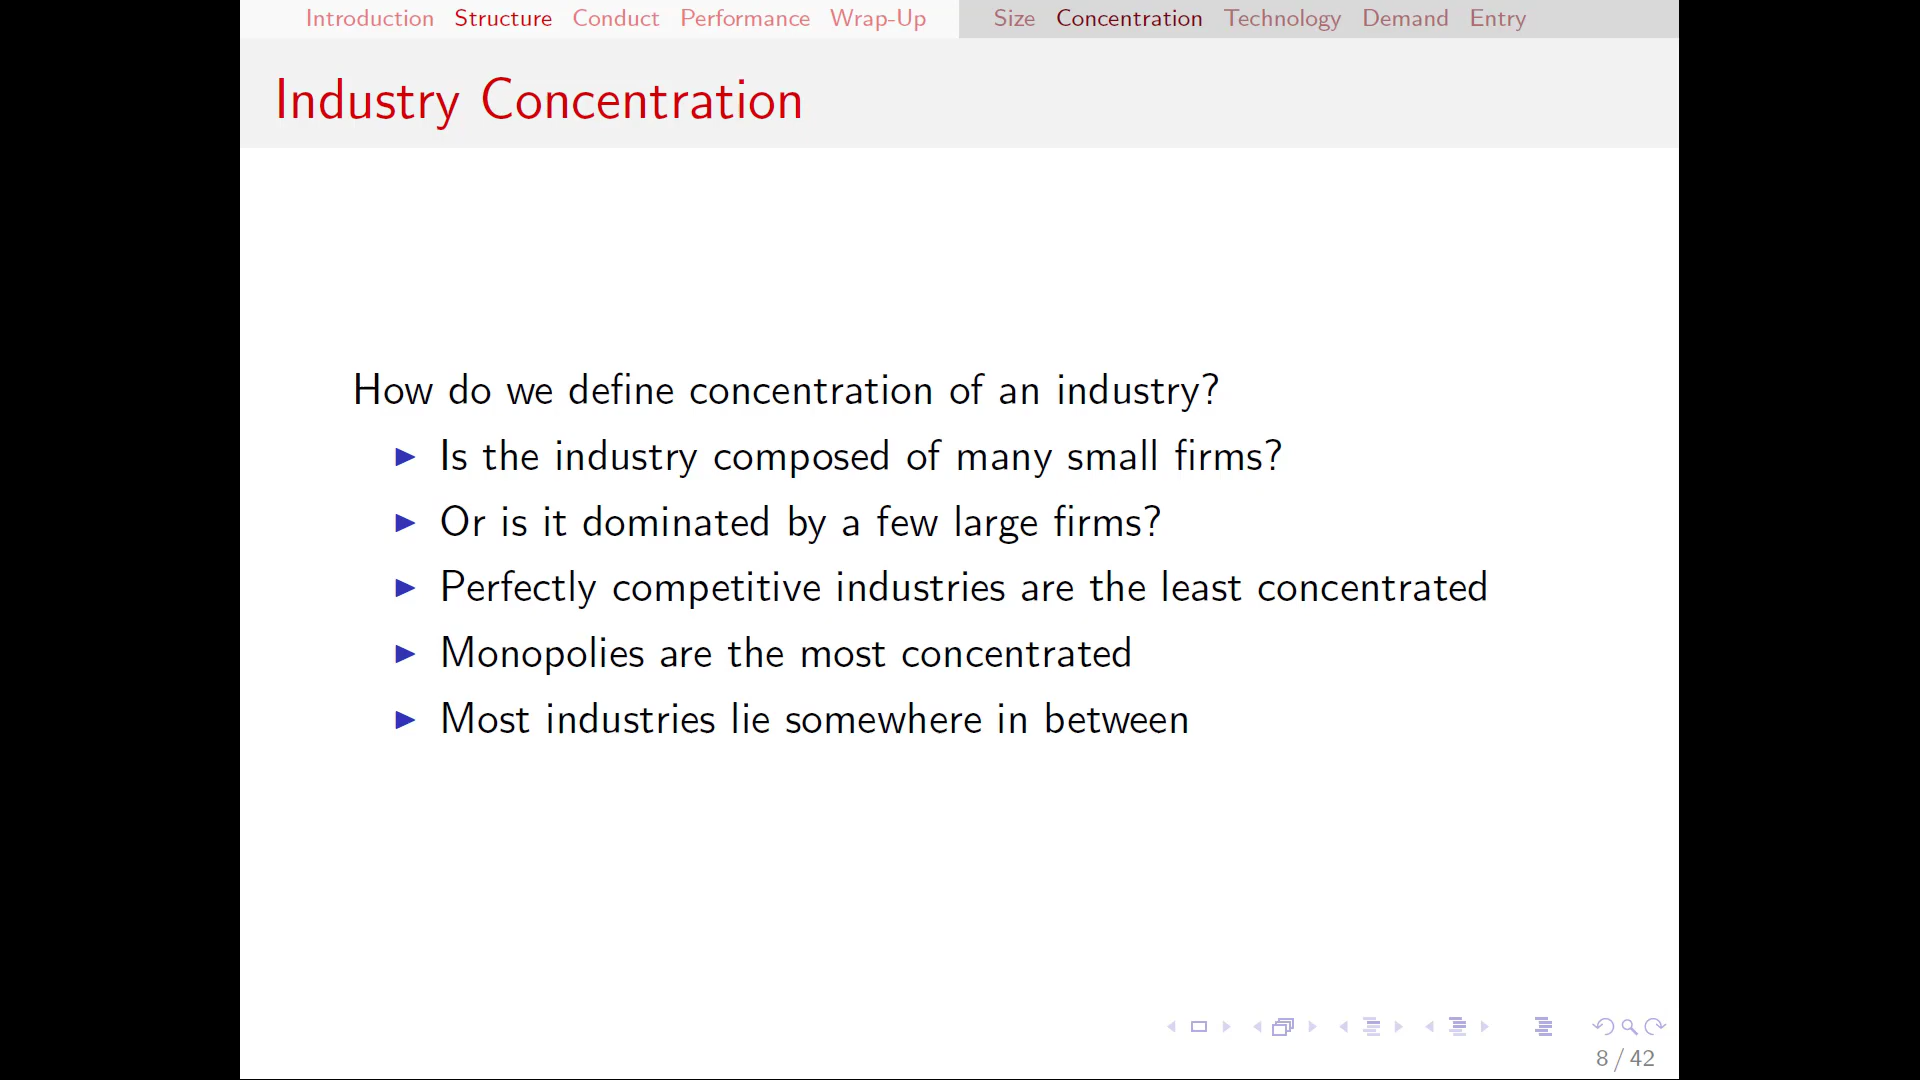 Introduction Structure Conduct Performance Wrap-Up Size Concentration Technology Demand Entry
Industry Concentration
How do we define concentration of an industry?
Is the industry composed of many small firms?
Or is it dominated by a few large firms?
Perfectly competitive industries are the least concentrated
Monopolies are the most concentrated
Most industries lie somewhere in between
8 / 42